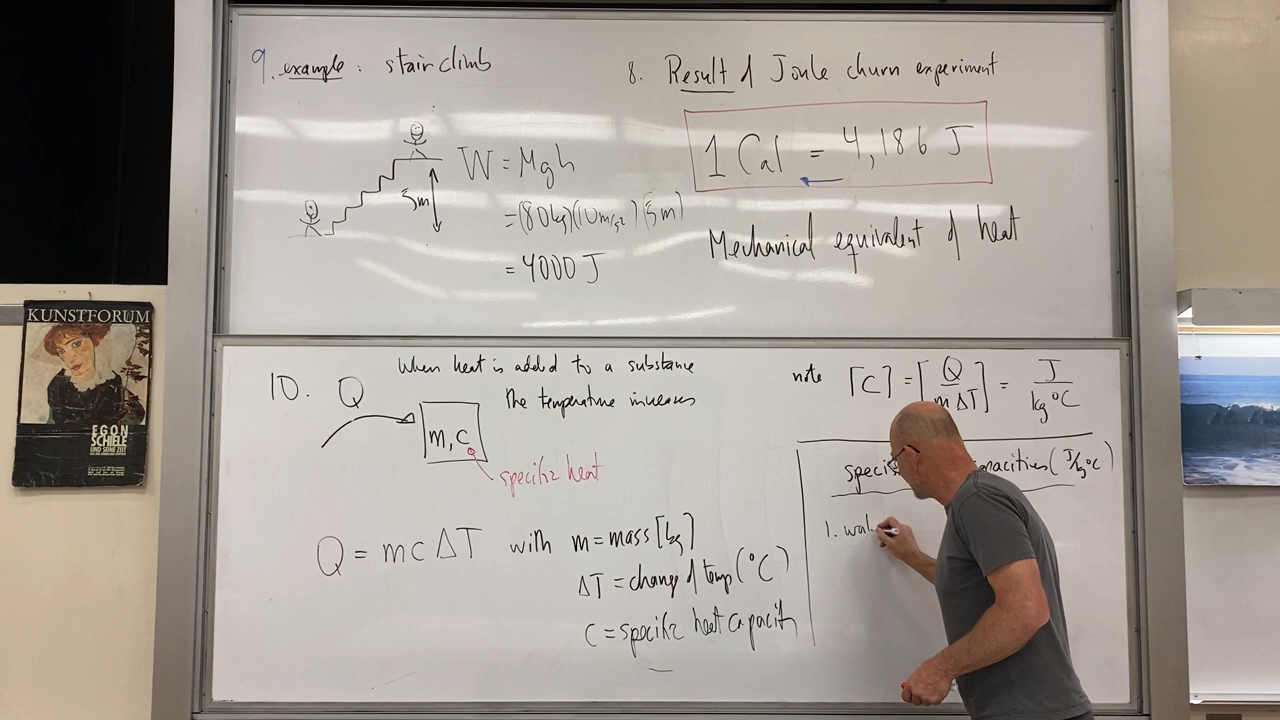 9. example: stair climb
5m
W = Mgh
= (80kg)(10m/s²)(5m)
= 4000 J
8. Result of Joule churn experiment
1 Cal = 4,186 J
Mechanical equivalent of heat
KUNSTFORUM
EGON
SCHIELE
UND SEINE ZEIT
10. Q
When heat is added to a substance
the temperature increases
m, c
specific heat
Q = mcΔT with m = mass [kg]
ΔT = change of temp (°C)
C = specific heat capacity
note [C] = [Q/mΔT] = J/kg°C
(J/kg°C)
1.